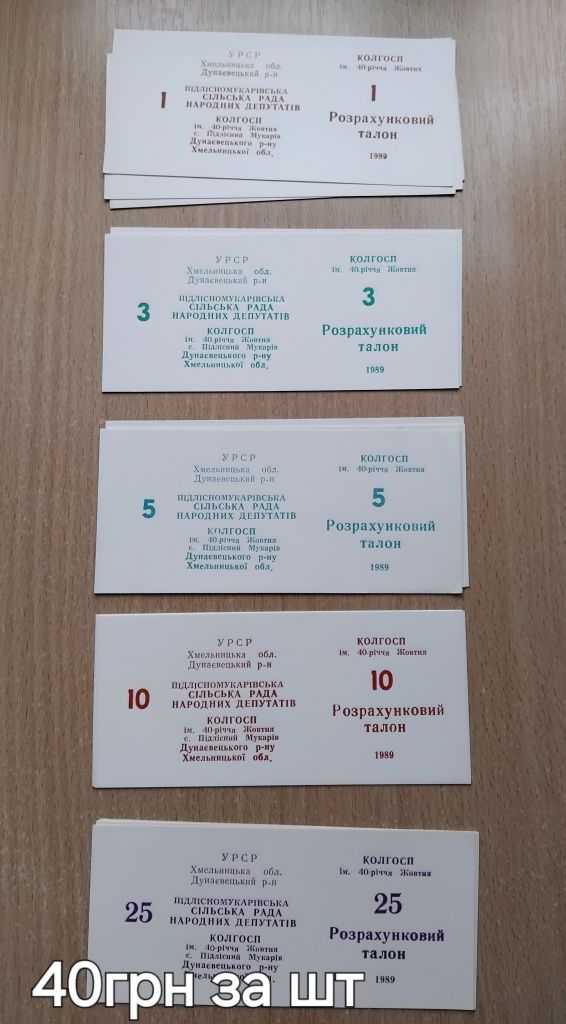 УРСР
Хмельницька обл.
Дунаєвецький р-н
1
ПІДЛІСНОМУКАРІВСЬКА
СІЛЬСЬКА РАДА
НАРОДНИХ ДЕПУТАТІВ
КОЛГОСП
ім. 40-річчя Жовтня
с. Підлісний Мукарів
Дунаєвецького р-ну
Хмельницької обл.
КОЛГОСП
ім. 40-річчя Жовтня
1
Розрахунковий
талон
1989
УРСР
Хмельницька обл.
Дунаєвецький р-н
3
ПІДЛІСНОМУКАРІВСЬКА
СІЛЬСЬКА РАДА
НАРОДНИХ ДЕПУТАТІВ
КОЛГОСП
ім. 40-річчя Жовтня
с. Підлісний Мукарів
Дунаєвецького р-ну
Хмельницької обл.
КОЛГОСП
ім. 40-річчя Жовтня
3
Розрахунковий
талон
1989
УРСР
Хмельницька обл.
Дунаєвецький р-н
5
ПІДЛІСНОМУКАРІВСЬКА
СІЛЬСЬКА РАДА
НАРОДНИХ ДЕПУТАТІВ
КОЛГОСП
ім. 40-річчя Жовтня
с. Підлісний Мукарів
Дунаєвецького р-ну
Хмельницької обл.
КОЛГОСП
ім. 40-річчя Жовтня
5
Розрахунковий
талон
1989
УРСР
Хмельницька обл.
Дунаєвецький р-н
10
ПІДЛІСНОМУКАРІВСЬКА
СІЛЬСЬКА РАДА
НАРОДНИХ ДЕПУТАТІВ
КОЛГОСП
ім. 40-річчя Жовтня
с. Підлісний Мукарів
Дунаєвецького р-ну
Хмельницької обл.
КОЛГОСП
ім. 40-річчя Жовтня
10
Розрахунковий
талон
1989
УРСР
Хмельницька обл.
Дунаєвецький р-н
25
ПІДЛІСНОМУКАРІВСЬКА
СІЛЬСЬКА РАДА
НАРОДНИХ ДЕПУТАТІВ
КОЛГОСП
ім. 40-річчя Жовтня
с. Підлісний Мукарів
Дунаєвецького р-ну
Хмельницької обл.
КОЛГОСП
ім. 40-річчя Жовтня
25
Розрахунковий
талон
1989
40грн за шт